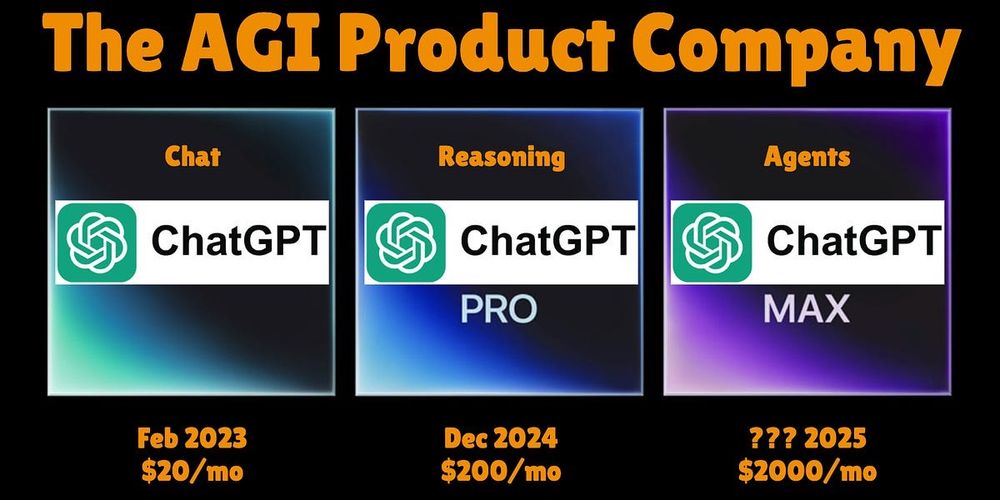 The AGI Product Company
Chat
ChatGPT
Feb 2023
$20/mo
Reasoning
ChatGPT
PRO
Dec 2024
$200/mo
Agents
ChatGPT
MAX
??? 2025
$2000/mo